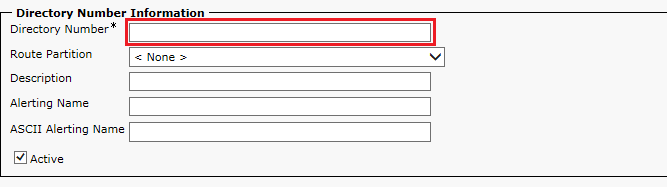 Directory Number Information
Directory Number*
Route Partition < None >
Description
Alerting Name
ASCII Alerting Name
Active